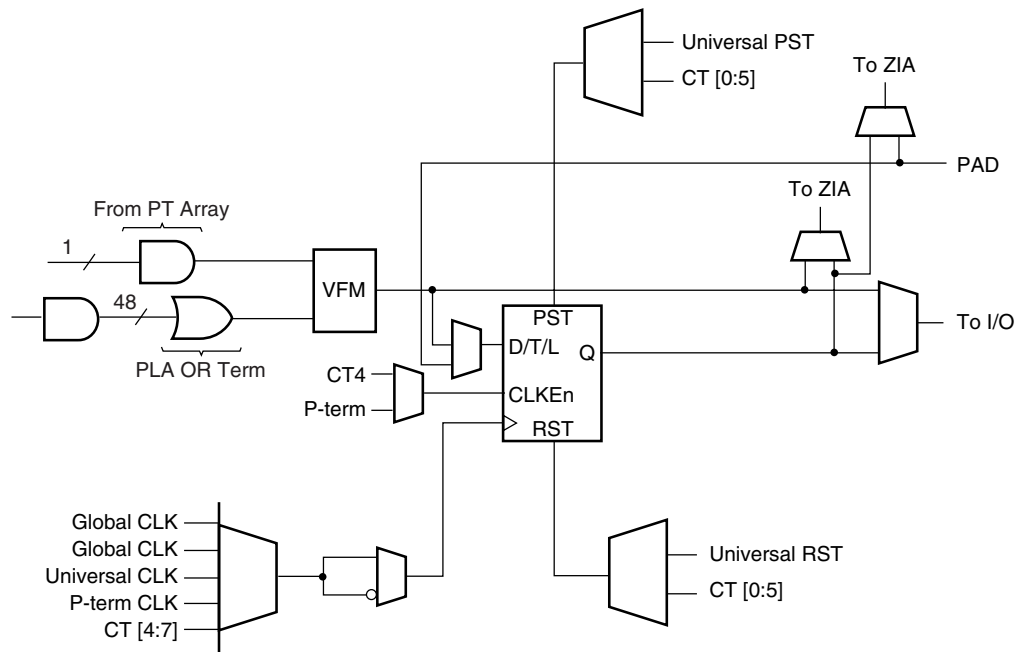 Universal PST
CT [0:5]
To ZIA
PAD
To ZIA
From PT Array
1
VFM
48
PLA OR Term
PST
D/T/L
Q
CLKEn
RST
To I/O
CT4
P-term
Global CLK
Global CLK
Universal CLK
P-term CLK
CT [4:7]
Universal RST
CT [0:5]